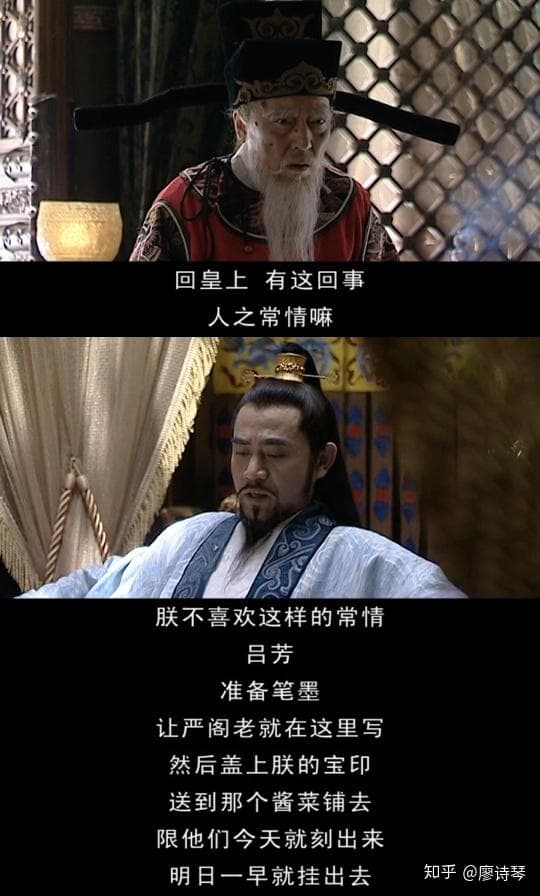 回皇上 有这回事
人之常情嘛
朕不喜欢这样的常情
吕芳
准备笔墨
让严阁老就在这里写
然后盖上朕的宝印
送到那个酱菜铺去
限他们今天就刻出来
明日一早就挂出去
知乎 @廖诗琴